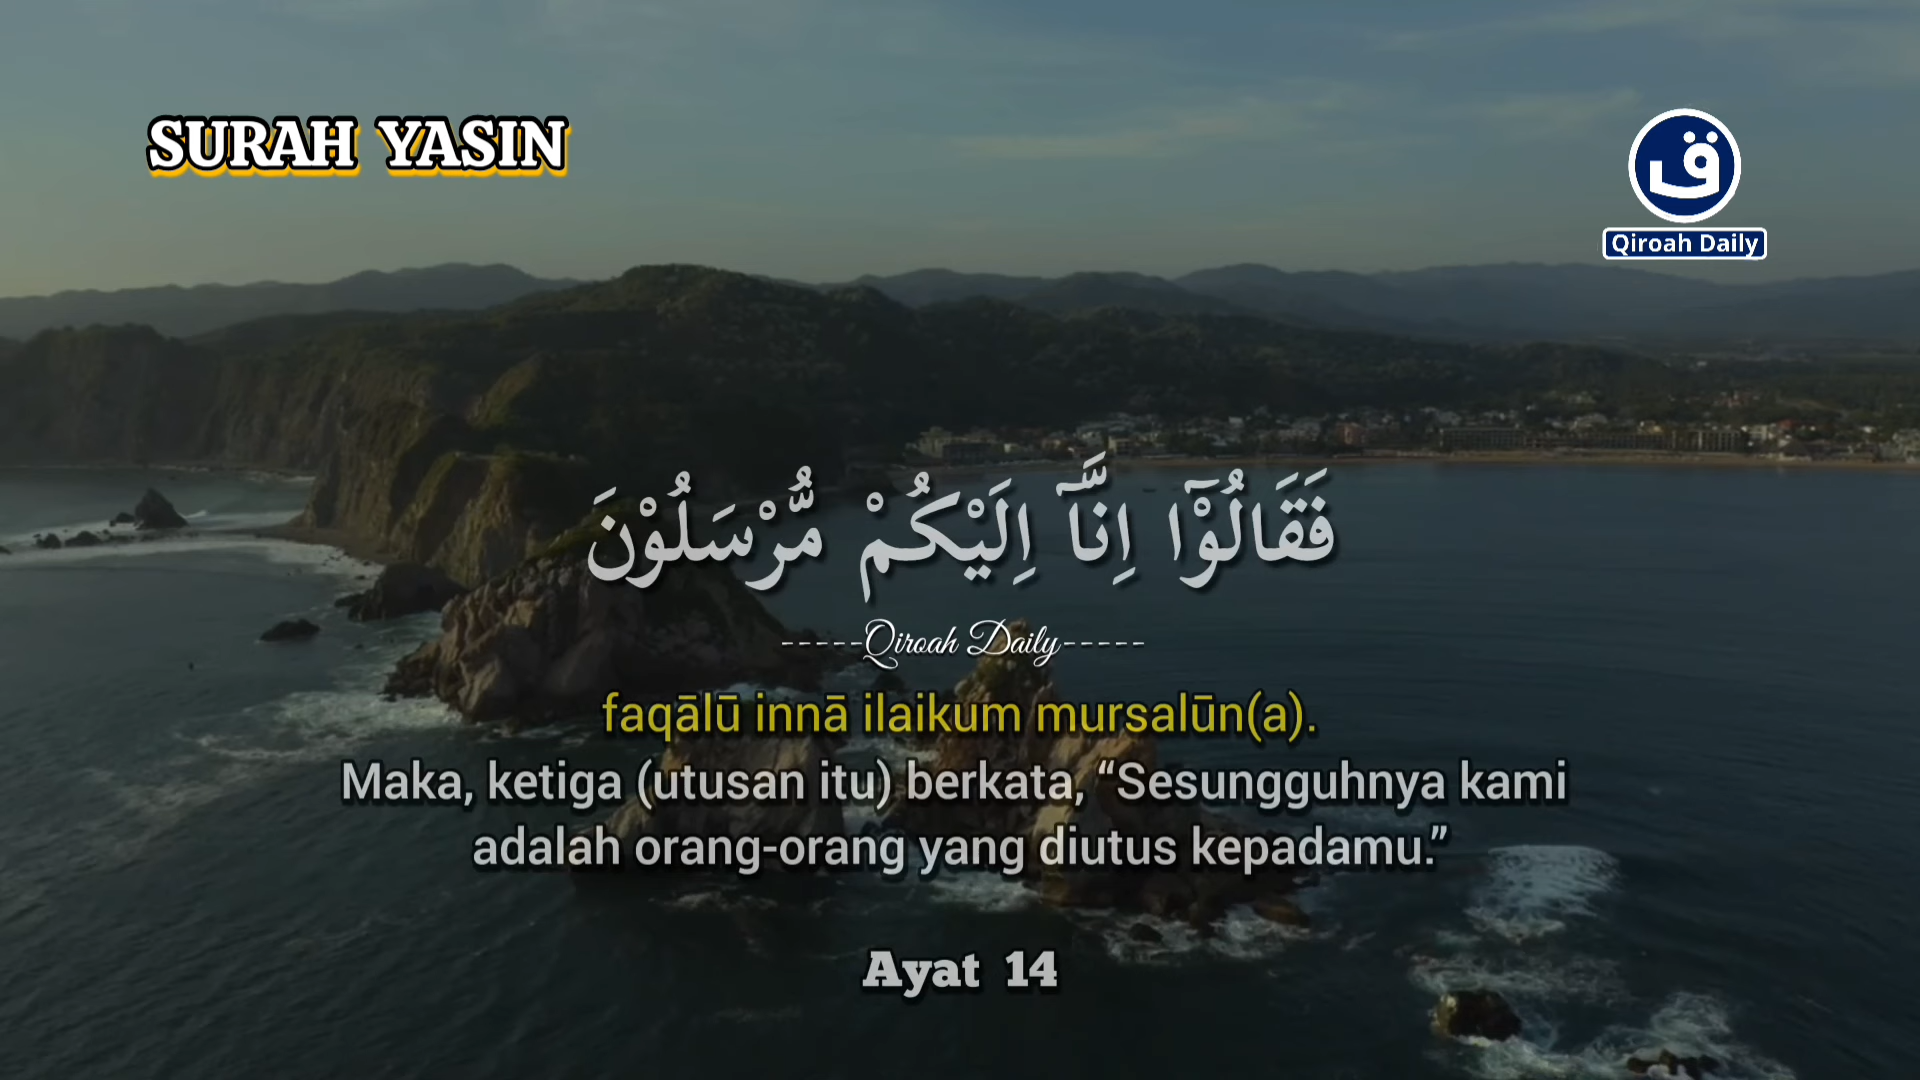 SURAH YASIN
ق
Qiroah Daily
فَقَالُوْٓا اِنَّآ اِلَيْكُمْ مُّرْسَلُوْنَ
-----Qiroah Daily-----
faqālū innā ilaikum mursalūn(a).
Maka, ketiga (utusan itu) berkata, “Sesungguhnya kami
adalah orang-orang yang diutus kepadamu.”
Ayat 14